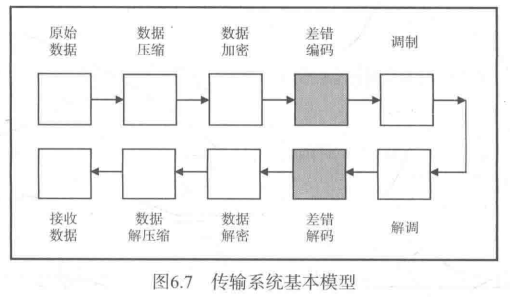 原始 数据 数据 差错 调制
数据 压缩 加密 编码
接收 数据 数据 差错 解调
数据 解压缩 解密 解码
图6.7 传输系统基本模型